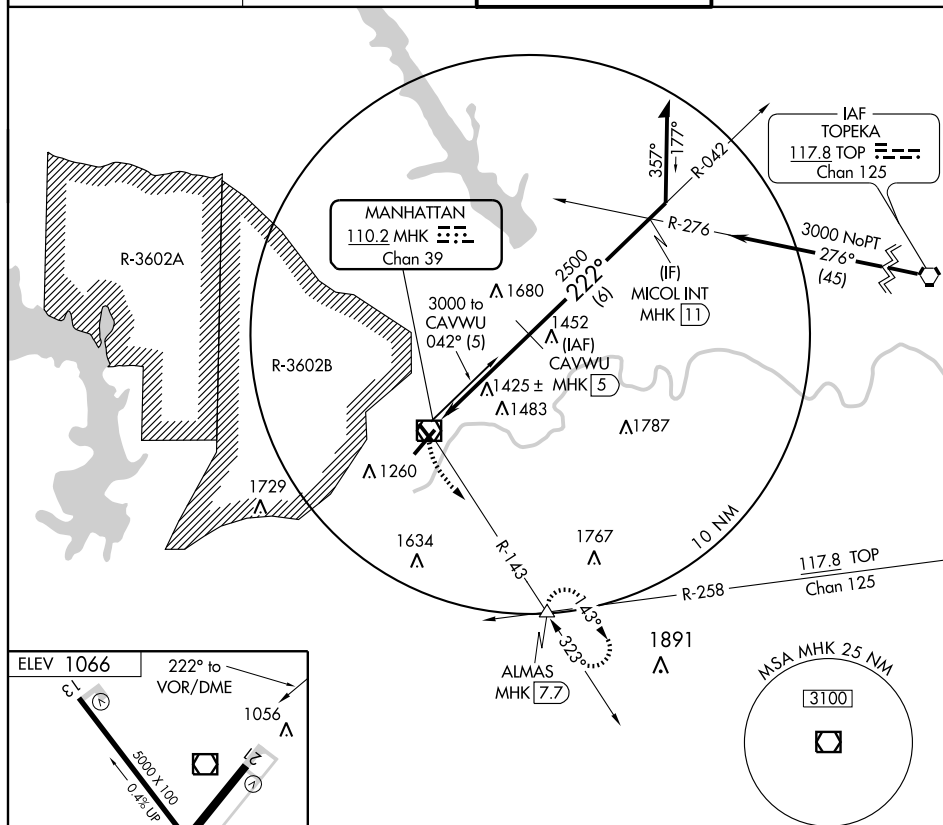 IAF
TOPEKA
117.8 TOP
Chan 125
357°
177°
R-042
MANHATTAN
110.2 MHK
Chan 39
R-276
3000 NoPT
276°
(45)
R-3602A
2500
222°
(6)
(IF)
MICOL INT
MHK 11
1680
3000 to
CAVWU
042° (5)
1452
(IAF)
CAVWU
MHK 5
R-3602B
1425 ±
1483
1787
1260
1729
1634
R-143
1767
10 NM
117.8 TOP
Chan 125
R-258
143°
323°
1891
ALMAS
MHK 7.7
ELEV 1066
222° to
VOR/DME
1056
13
V
5000 X 100
0.4% UP
21
V
MSA MHK 25 NM
3100